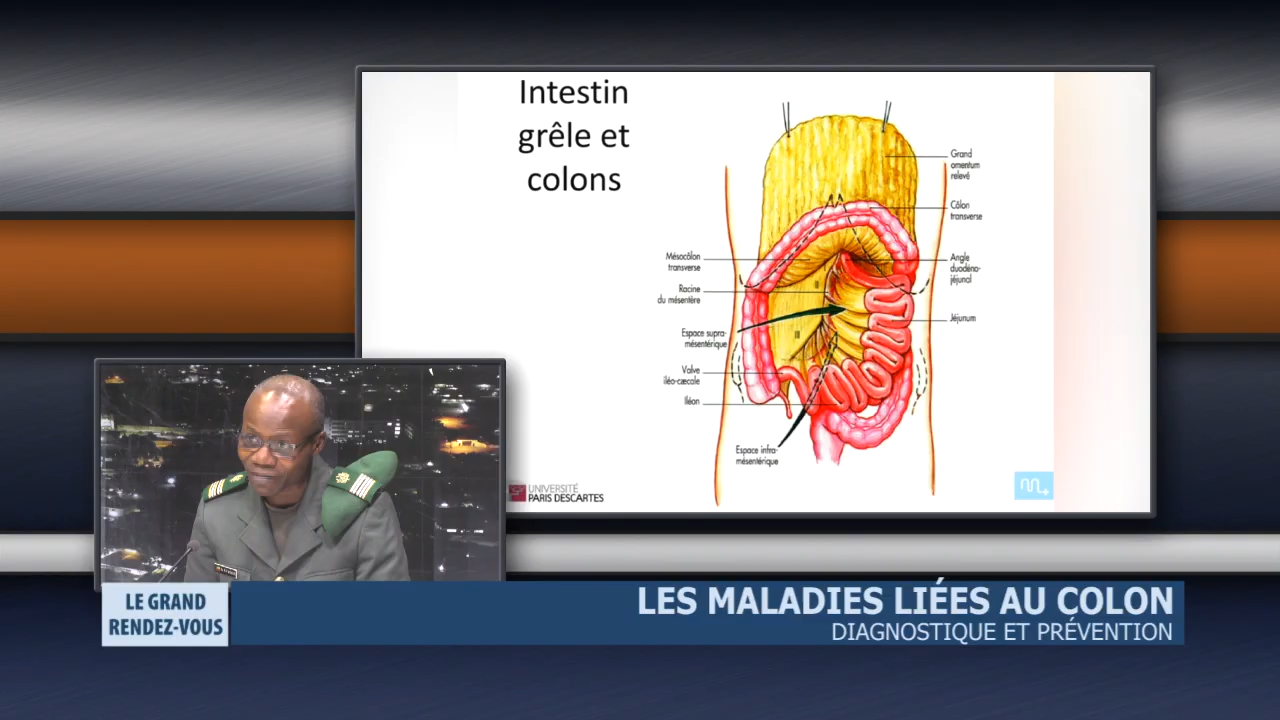 Intestin
grêle et
colons
Grand
omentum
relevé
Côlon
transverse
Mésocôlon
transverse
Angle
duodéno-
jéjunal
Racine
du mésentère
Jéjunum
Espace supra-
mésentérique
Valve
iléo-cæcale
Iléon
II
III
Espace infra-
mésentérique
UNIVERSITÉ
PARIS DESCARTES
LE GRAND
RENDEZ-VOUS
LES MALADIES LIÉES AU COLON
DIAGNOSTIQUE ET PRÉVENTION